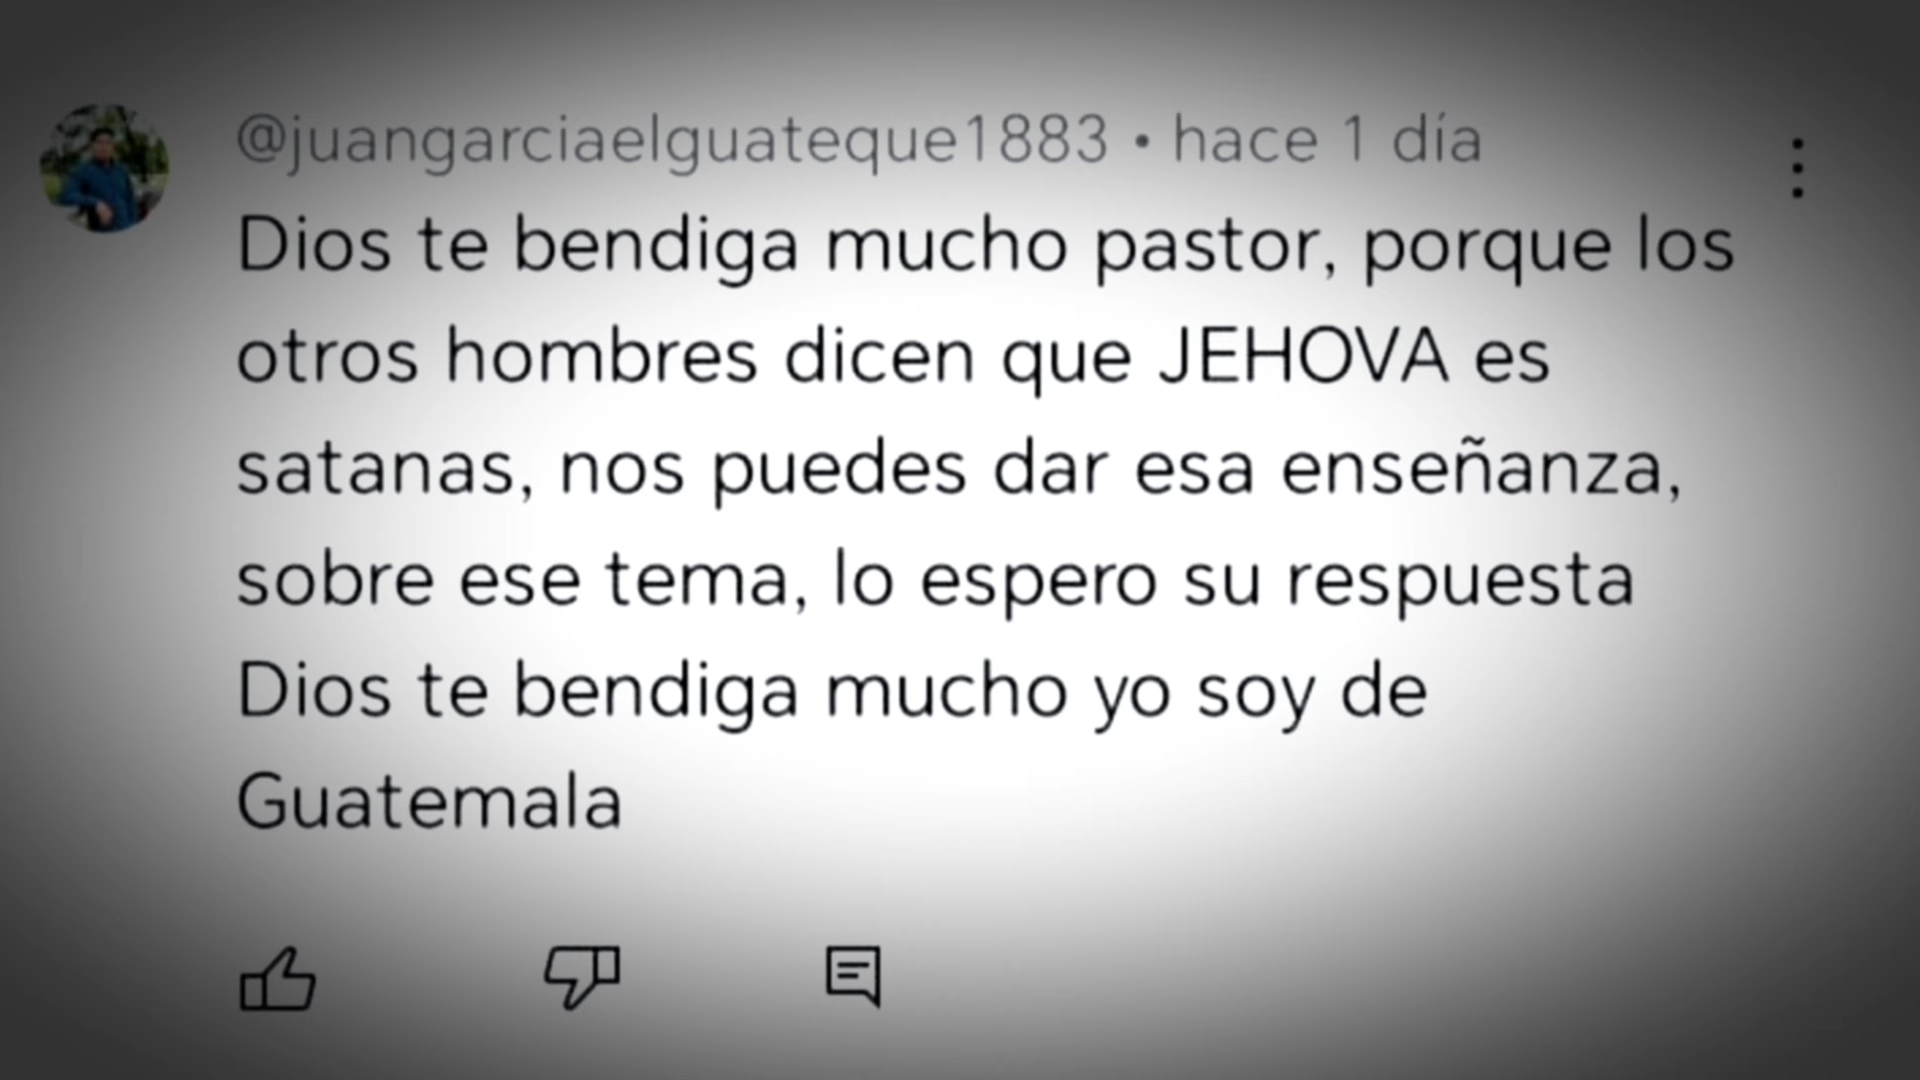 @juangarciaelguateque1883 • hace 1 día
Dios te bendiga mucho pastor, porque los
otros hombres dicen que JEHOVA es
satanas, nos puedes dar esa enseñanza,
sobre ese tema, lo espero su respuesta
Dios te bendiga mucho yo soy de
Guatemala